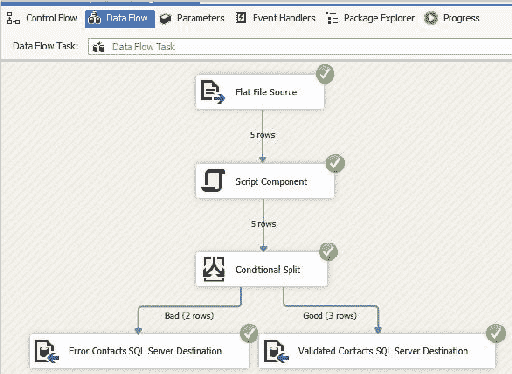 Control Flow Data Flow Parameters Event Handlers Package Explorer Progress
Data Flow Task: Data Flow Task
Flat File Source
5 rows
Script Component
5 rows
Conditional Split
Bad (2 rows) Good (3 rows)
Error Contacts SQL Server Destination Validated Contacts SQL Server Destination